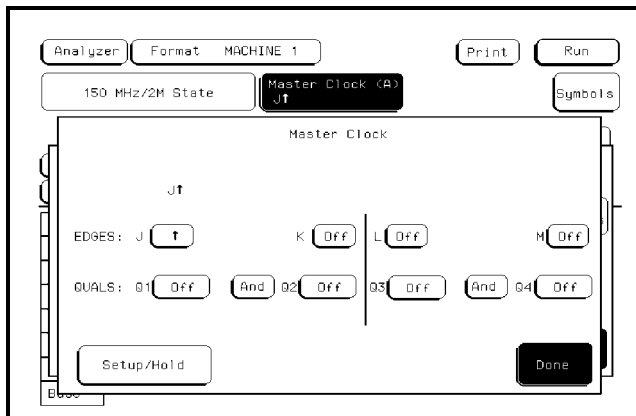 Analyzer Format MACHINE 1 Print Run
150 MHz/2M State Master Clock (A) Symbols
J↑
Master Clock
J↑
EDGES: J ↑ K Off L Off M Off
QUALS: Q1 Off And Q2 Off Q3 Off And Q4 Off
Setup/Hold Done